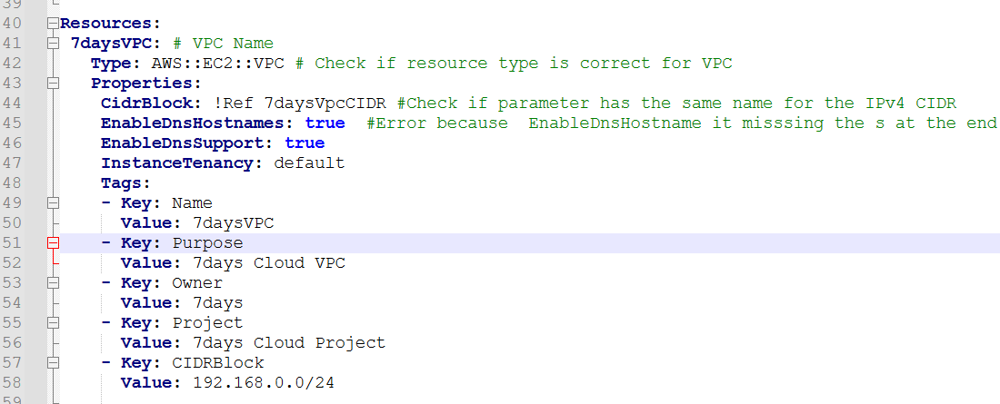 39
40 Resources:
41 7daysVPC: # VPC Name
42 Type: AWS::EC2::VPC # Check if resource type is correct for VPC
43 Properties:
44 CidrBlock: !Ref 7daysVpcCIDR #Check if parameter has the same name for the IPv4 CIDR
45 EnableDnsHostnames: true  #Error because  EnableDnsHostname it misssing the s at the end
46 EnableDnsSupport: true
47 InstanceTenancy: default
48 Tags:
49 - Key: Name
50 Value: 7daysVPC
51 - Key: Purpose
52 Value: 7days Cloud VPC
53 - Key: Owner
54 Value: 7days
55 - Key: Project
56 Value: 7days Cloud Project
57 - Key: CIDRBlock
58 Value: 192.168.0.0/24
59